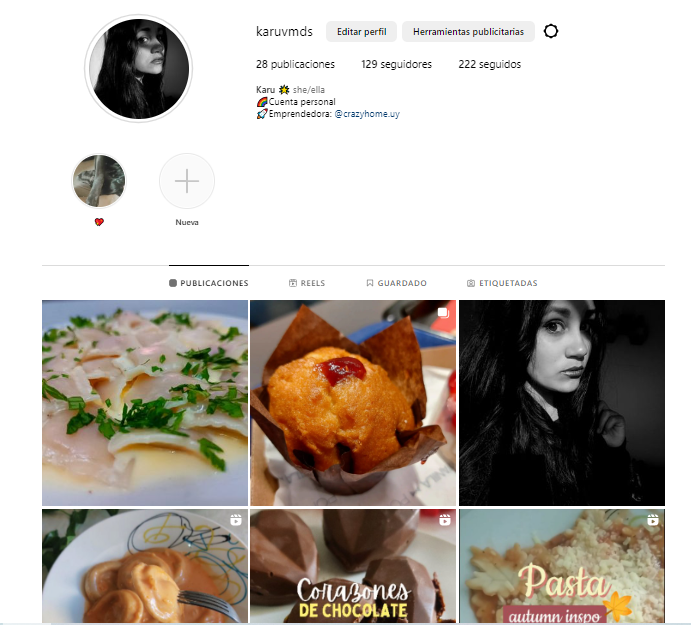 karuvmds Editar perfil Herramientas publicitarias
28 publicaciones 129 seguidores 222 seguidos
Karu she/ella
Cuenta personal
Emprendedora: @crazyhome.uy
Nueva
PUBLICACIONES REELS GUARDADO ETIQUETADAS
Corazones
DE CHOCOLATE
Pasta
autumn inspo